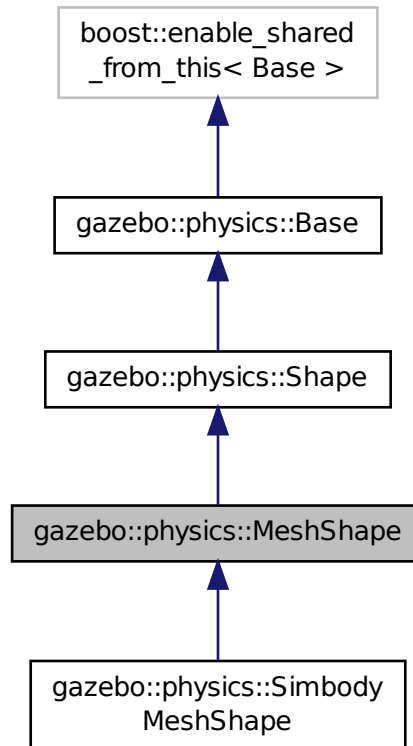 boost::enable_shared
_from_this< Base >
gazebo::physics::Base
gazebo::physics::Shape
gazebo::physics::MeshShape
gazebo::physics::Simbody
MeshShape